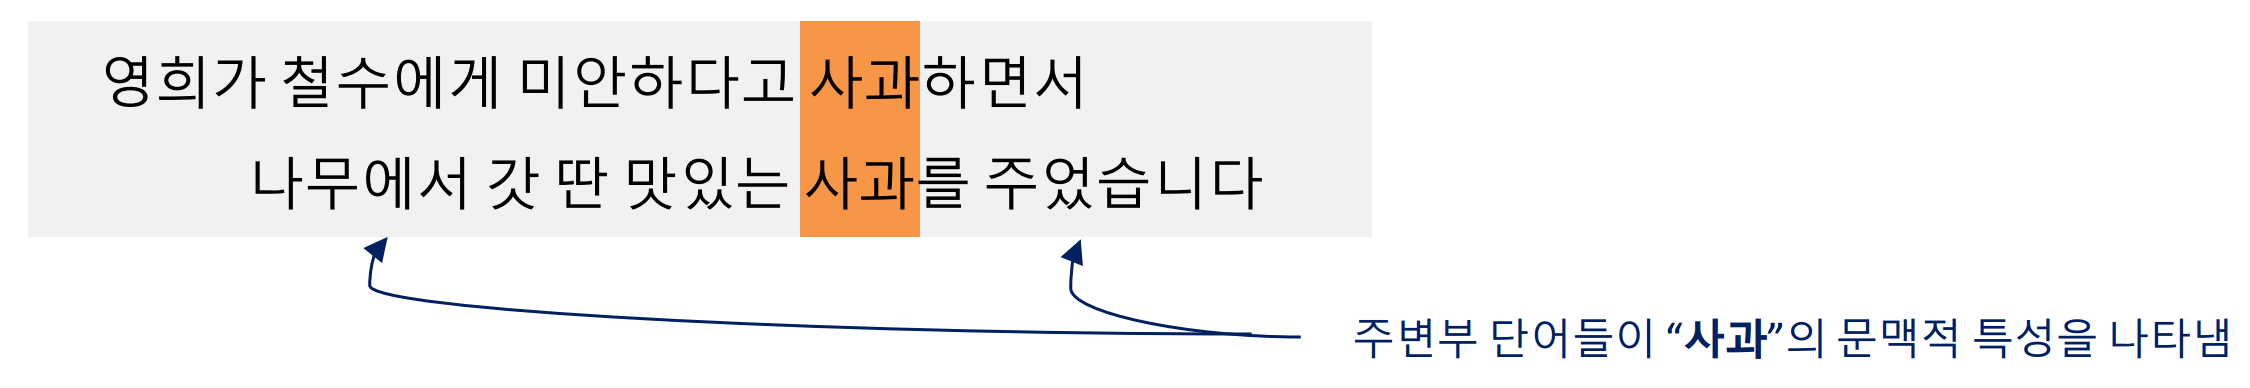 영희가 철수에게 미안하다고 사과하면서
나무에서 갓 딴 맛있는 사과를 주었습니다
주변부 단어들이 “사과”의 문맥적 특성을 나타냄